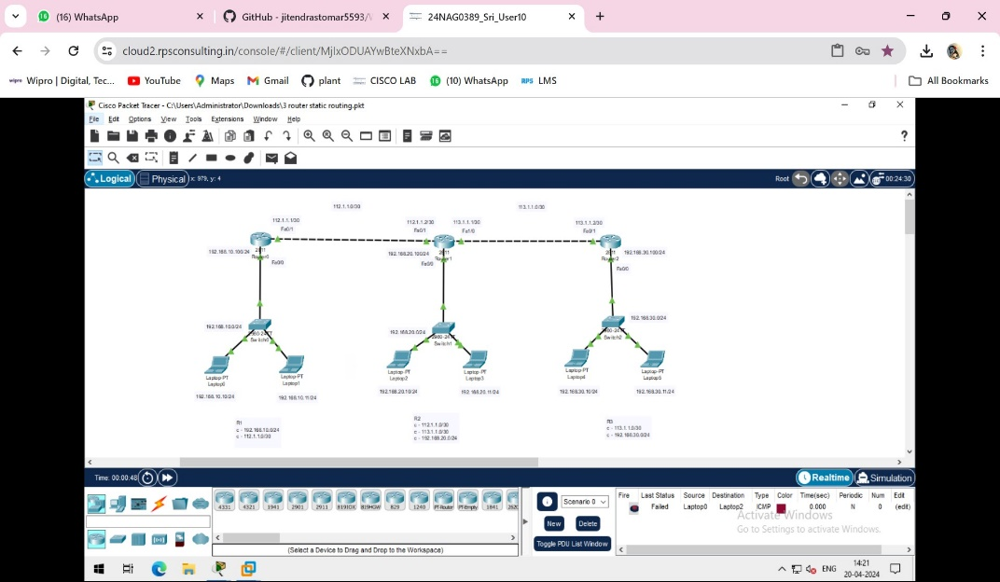 (16) WhatsApp
GitHub - jitendrastomar5593/
24NAG0389_Sri_User10
cloud2.rpsconsulting.in/console/#/client/MjIxODUAYwBteXNxbA==
Wipro | Digital, Tec...
YouTube
Maps
Gmail
plant
CISCO LAB
(10) WhatsApp
RPS LMS
All Bookmarks
Cisco Packet Tracer - C:\Users\Administrator\Downloads\3 router static routing.pkt
File Edit Options View Tools Extensions Window Help
Logical Physical x: 979, y: 4 Root 00:24:30
112.1.1.0/30 113.1.1.0/30
112.1.1.1/30 112.1.1.2/30 113.1.1.1/30 113.1.1.2/30
Fa0/1 Fa0/1 Fa1/0 Fa0/1
192.168.10.100/24 2811 Router0 Fa0/0
192.168.20.100/24 2811 Router1 Fa0/0
2811 Router2 192.168.30.100/24 Fa0/0
192.168.10.0/24 2960-24TT Switch0
192.168.20.0/24 2960-24TT Switch1
192.168.30.0/24 2960-24TT Switch2
Laptop-PT Laptop-PT Laptop-PT Laptop-PT Laptop-PT Laptop-PT
Laptop0 Laptop1 Laptop2 Laptop3 Laptop4 Laptop5
192.168.10.10/24 192.168.10.11/24 192.168.20.10/24 192.168.20.11/24 192.168.30.10/24 192.168.30.11/24
R1
c - 192.168.10.0/24
c - 112.1.1.0/30
R2
c - 112.1.1.0/30
c - 113.1.1.0/30
c - 192.168.20.0/24
R3
c - 113.1.1.0/30
c - 192.168.30.0/24
Time: 00:00:48 Realtime Simulation
4331 4321 1941 2901 2911 819IOX 819HGW 829 1240 PT-Router PT-Empty 1841
(Select a Device to Drag and Drop to the Workspace)
Scenario 0
New Delete
Toggle PDU List Window
Fire Last Status Source Destination Type Color Time(sec) Periodic Num Edit
Failed Laptop0 Laptop2 ICMP 0.000 N 0 (edit)
Activate Windows
Go to Settings to activate Windows.
ENG
14:21
20-04-2024